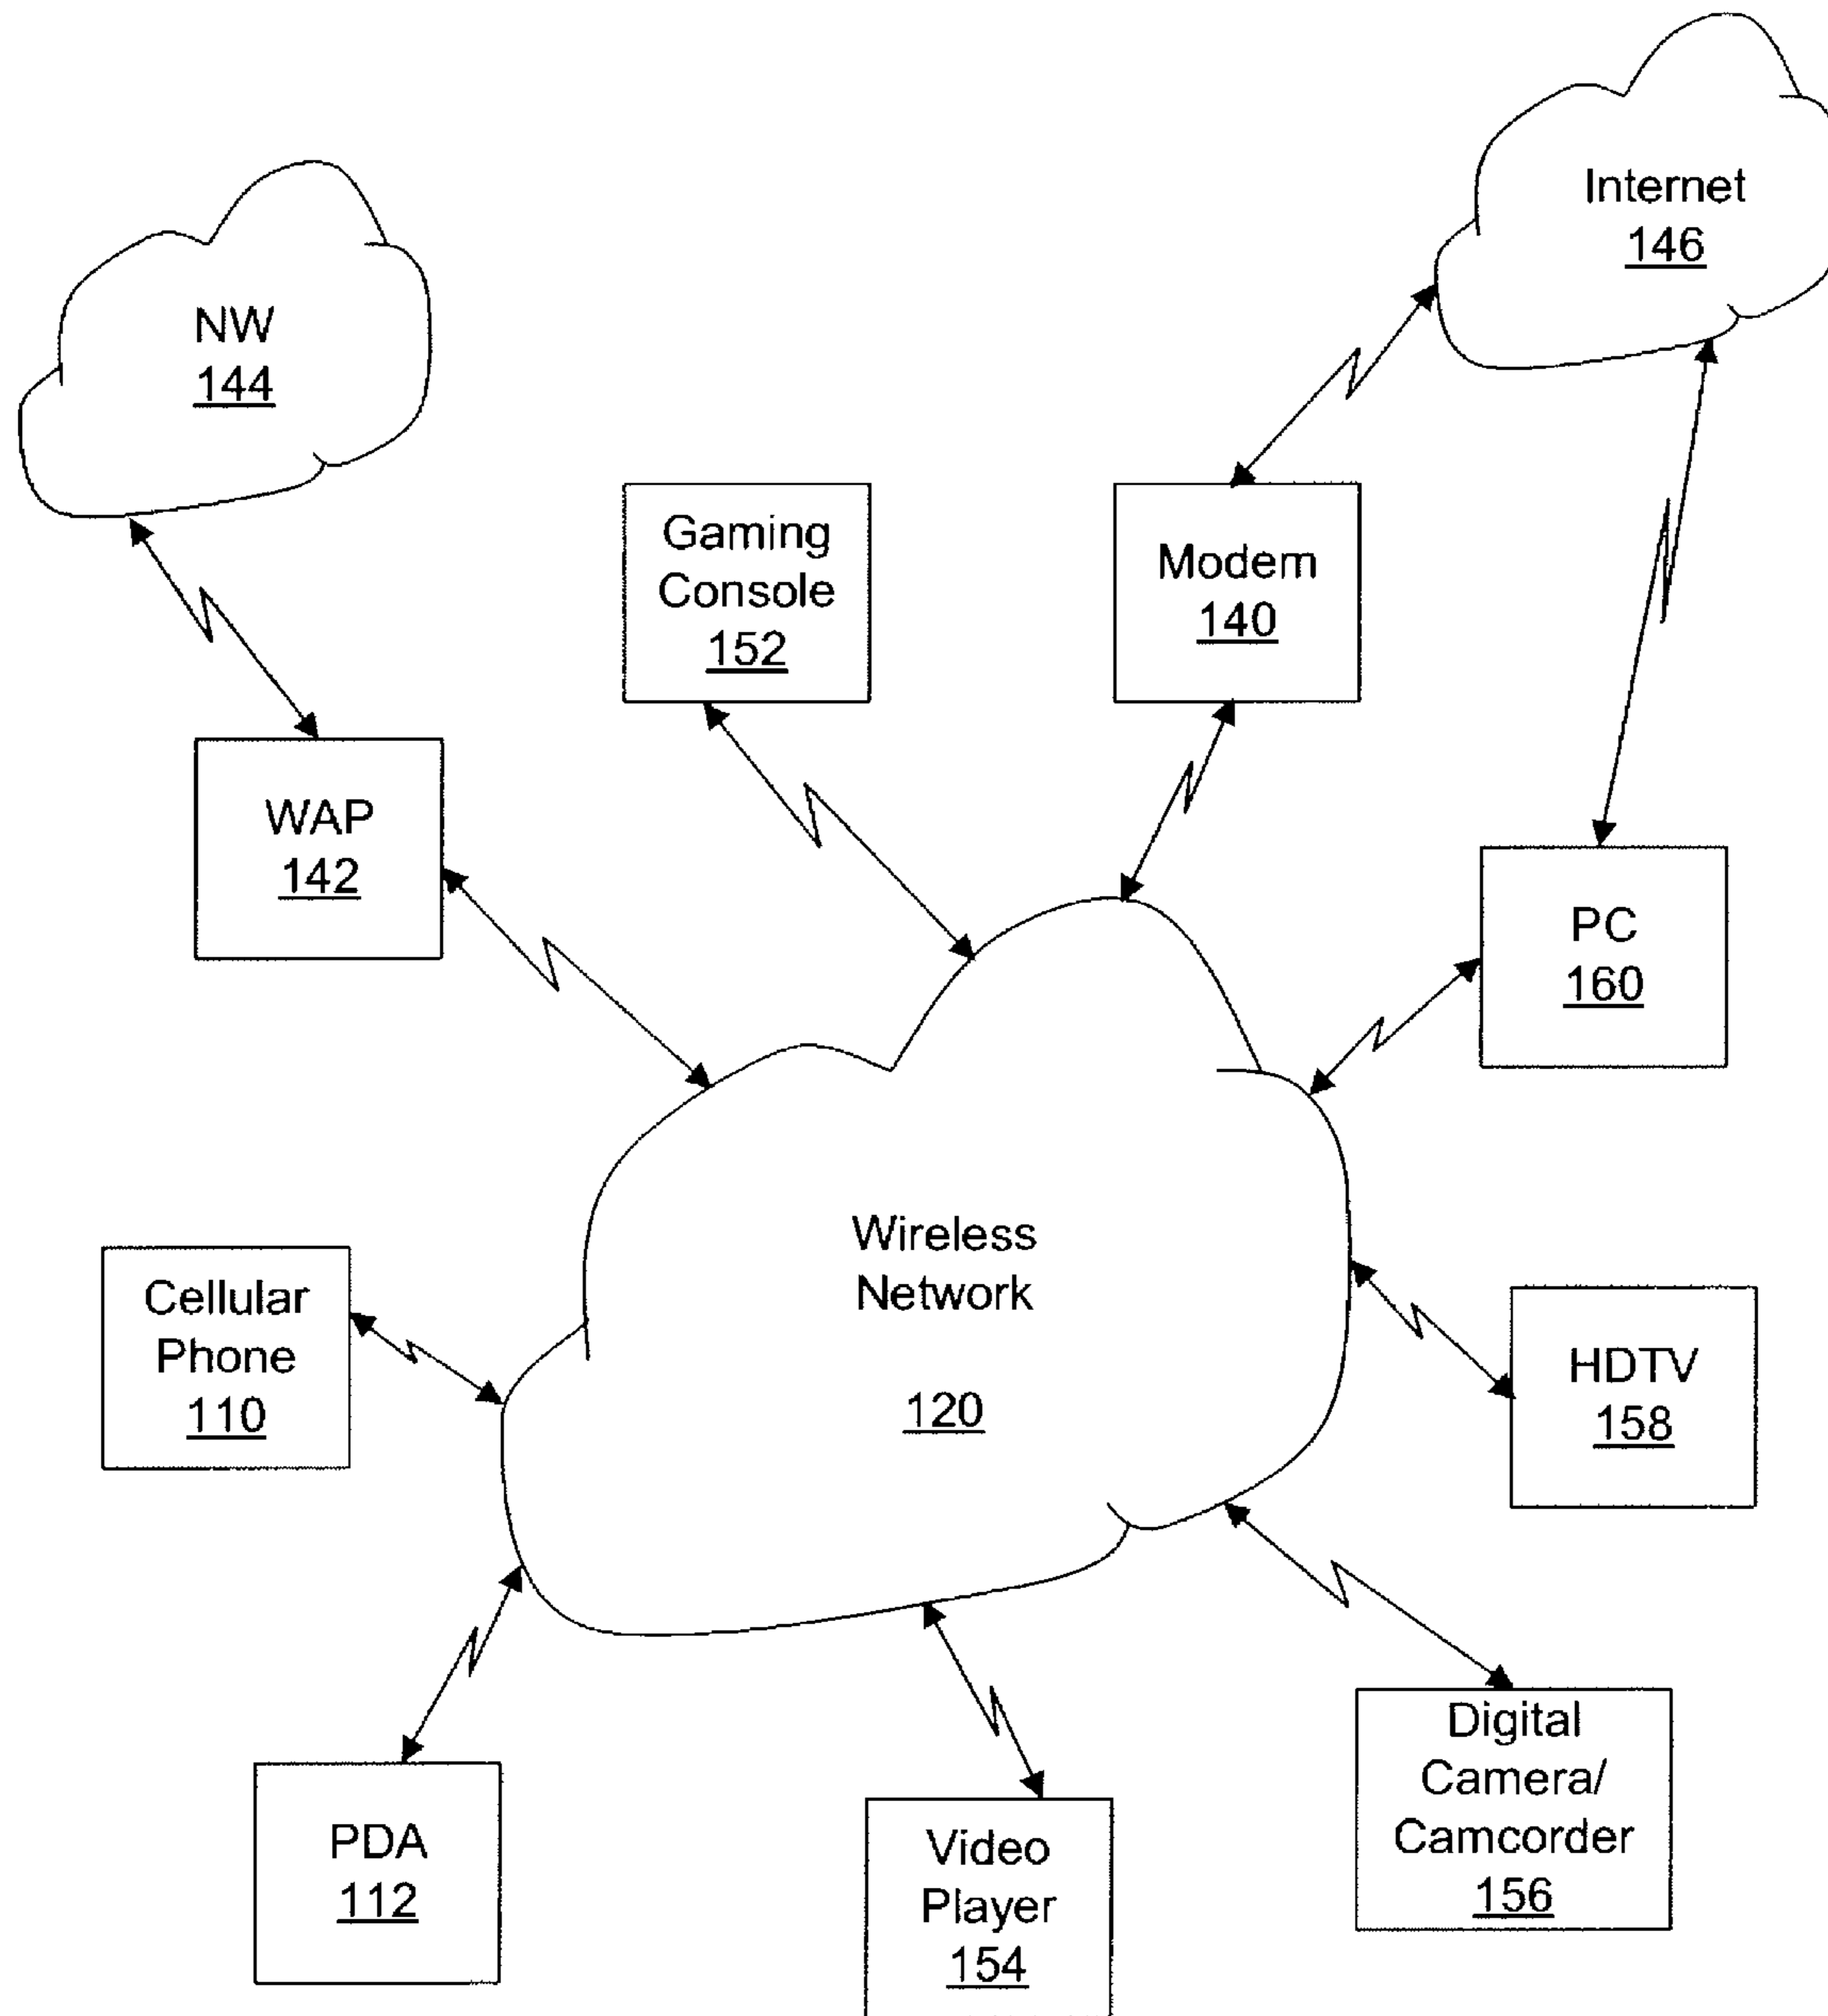 Internet
146
NW
144
Gaming
Console
152
Modem
140
WAP
142
PC
160
Wireless
Network
120
Cellular
Phone
110
HDTV
158
Digital
Camera/
Camcorder
156
PDA
112
Video
Player
154